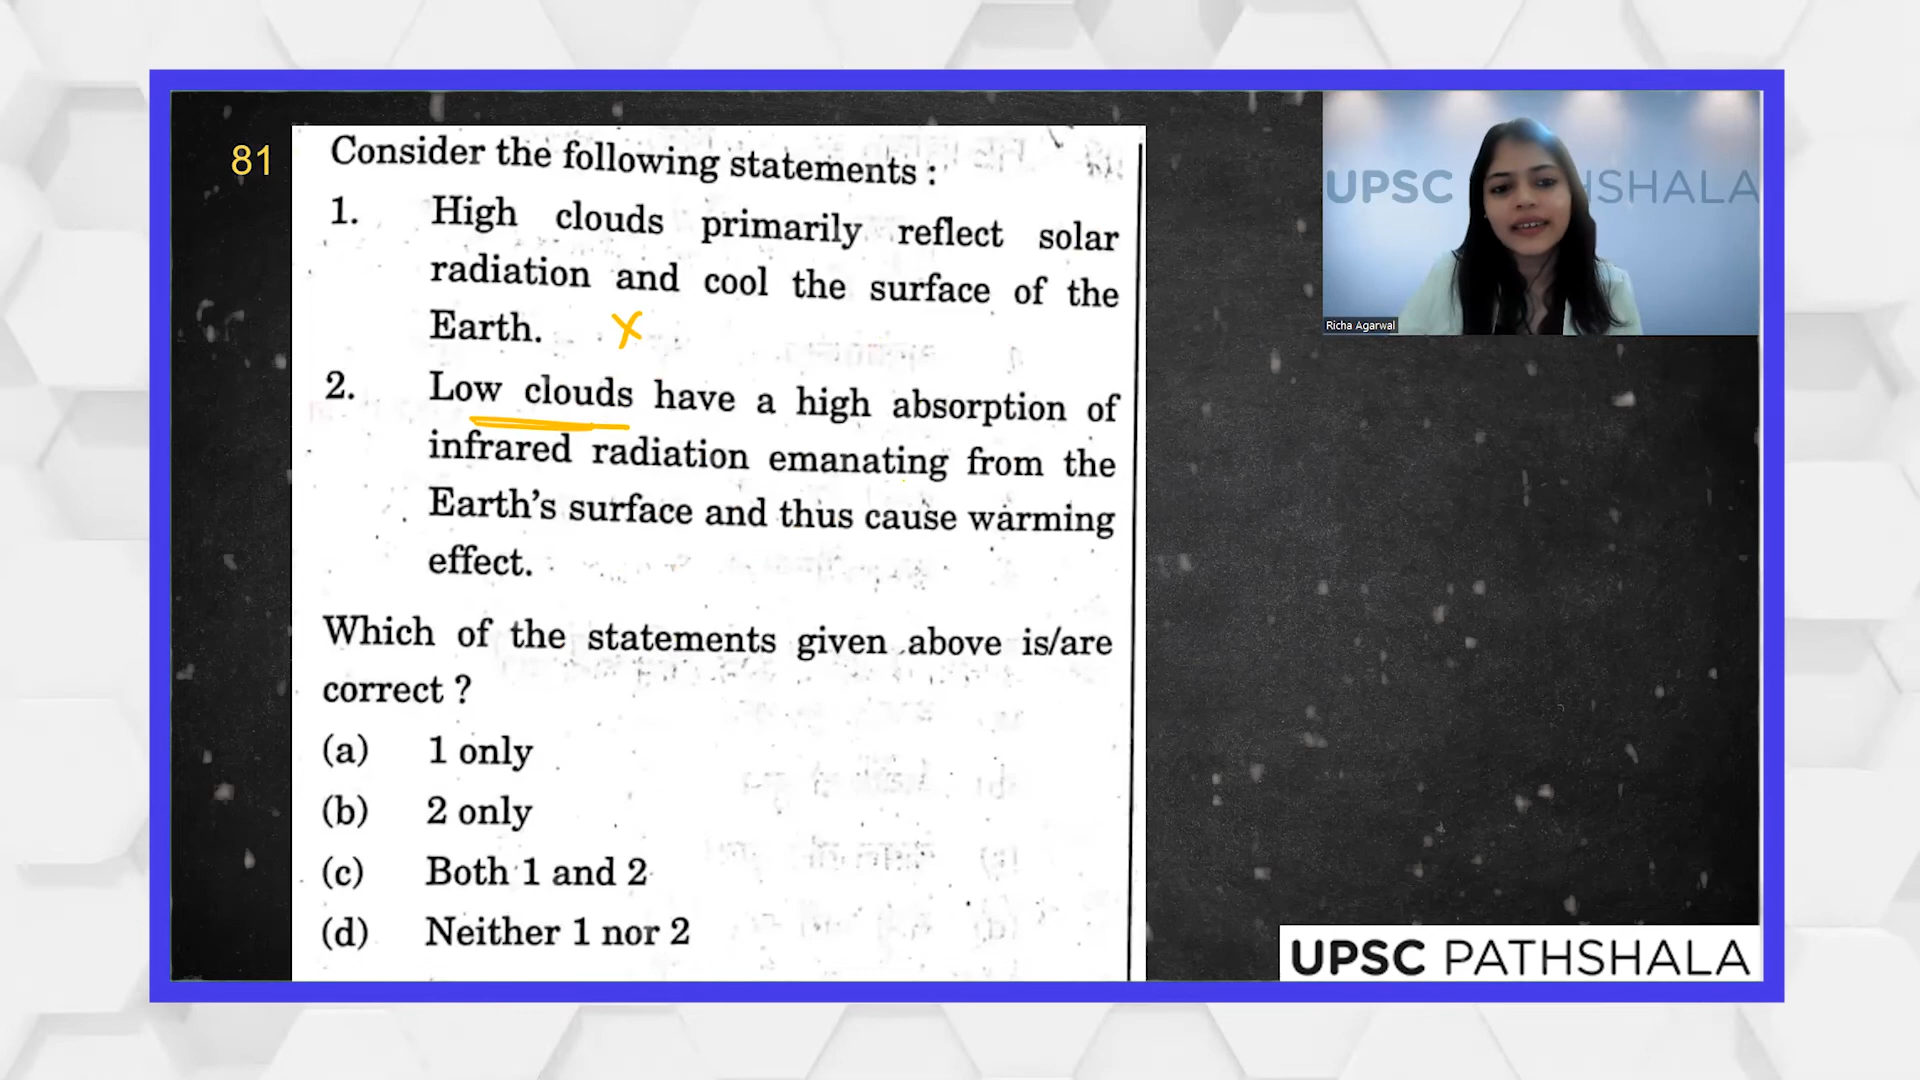 81
Consider the following statements :
1. High clouds primarily reflect solar
radiation and cool the surface of the
Earth.
2. Low clouds have a high absorption of
infrared radiation emanating from the
Earth's surface and thus cause warming
effect.
Which of the statements given above is/are
correct ?
(a) 1 only
(b) 2 only
(c) Both 1 and 2
(d) Neither 1 nor 2
UPSC HSHALA
Richa Agarwal
UPSC PATHSHALA